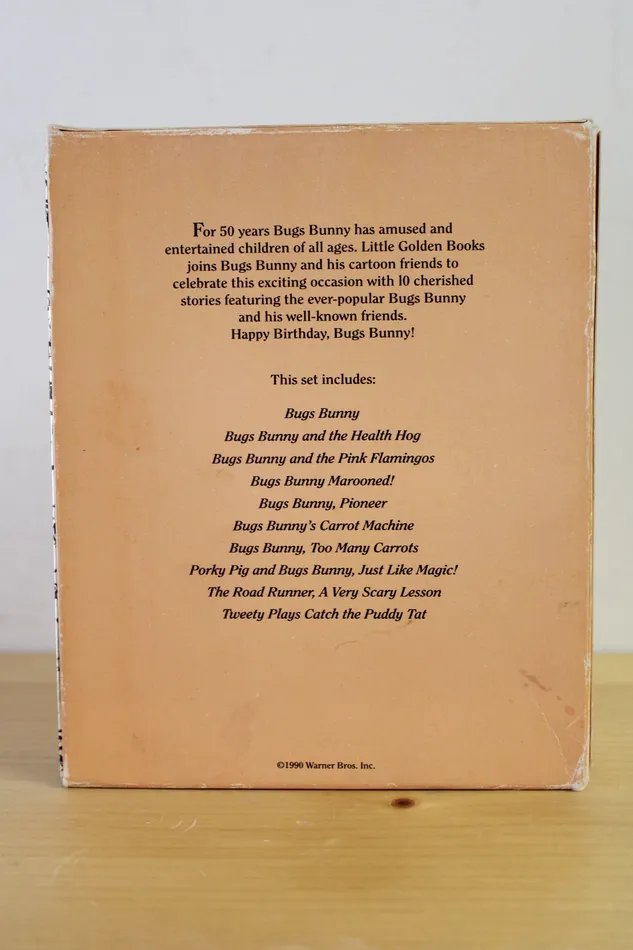 For 50 years Bugs Bunny has amused and
entertained children of all ages. Little Golden Books
joins Bugs Bunny and his cartoon friends to
celebrate this exciting occasion with 10 cherished
stories featuring the ever-popular Bugs Bunny
and his well-known friends.
Happy Birthday, Bugs Bunny!
This set includes:
Bugs Bunny
Bugs Bunny and the Health Hog
Bugs Bunny and the Pink Flamingos
Bugs Bunny Marooned!
Bugs Bunny, Pioneer
Bugs Bunny's Carrot Machine
Bugs Bunny, Too Many Carrots
Porky Pig and Bugs Bunny, Just Like Magic!
The Road Runner, A Very Scary Lesson
Tweety Plays Catch the Puddy Tat
©1990 Warner Bros. Inc.